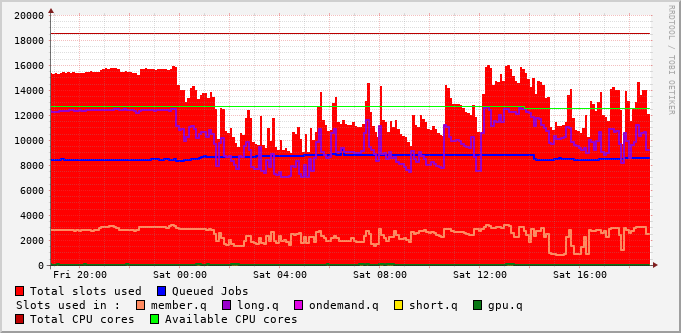 20000
18000
16000
14000
12000
10000
8000
6000
4000
2000
0
Fri 20:00 Sat 00:00 Sat 04:00 Sat 08:00 Sat 12:00 Sat 16:00
Total slots used Queued Jobs
Slots used in : member.q long.q ondemand.q short.q gpu.q
Total CPU cores Available CPU cores
RRDTOOL / TOBI OETIKER